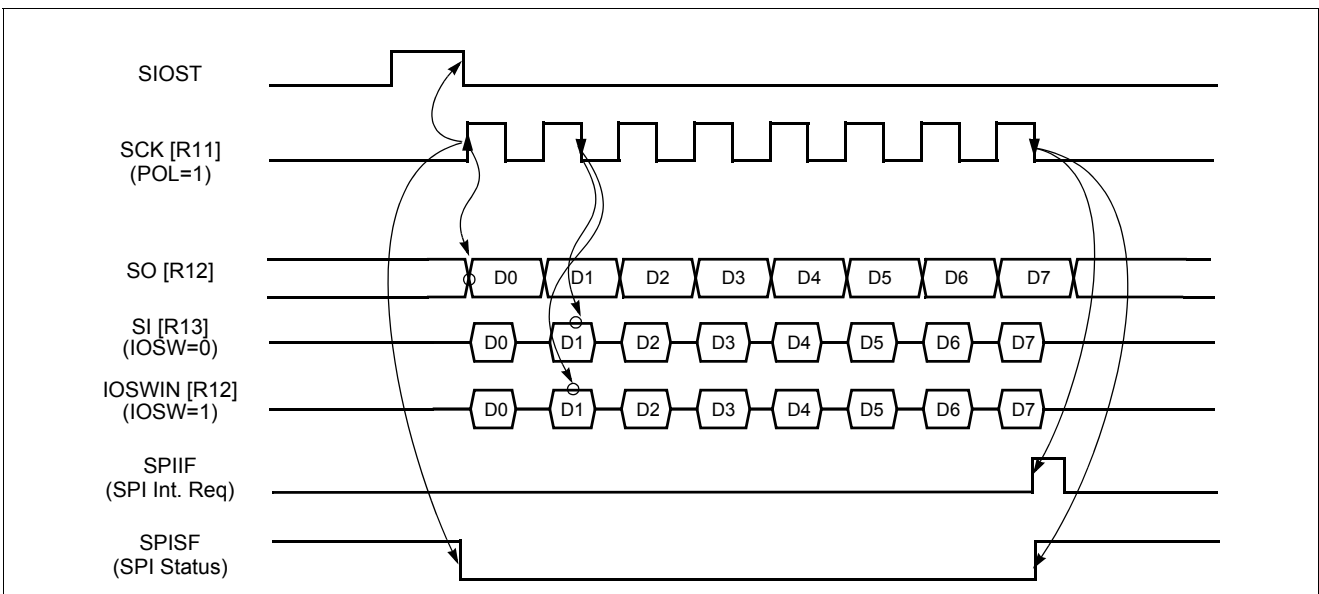 SIOST
SCK [R11]
(POL=1)
SO [R12]
D0 D1 D2 D3 D4 D5 D6 D7
SI [R13]
(IOSW=0)
D0 D1 D2 D3 D4 D5 D6 D7
IOSWIN [R12]
(IOSW=1)
D0 D1 D2 D3 D4 D5 D6 D7
SPIIF
(SPI Int. Req)
SPISF
(SPI Status)